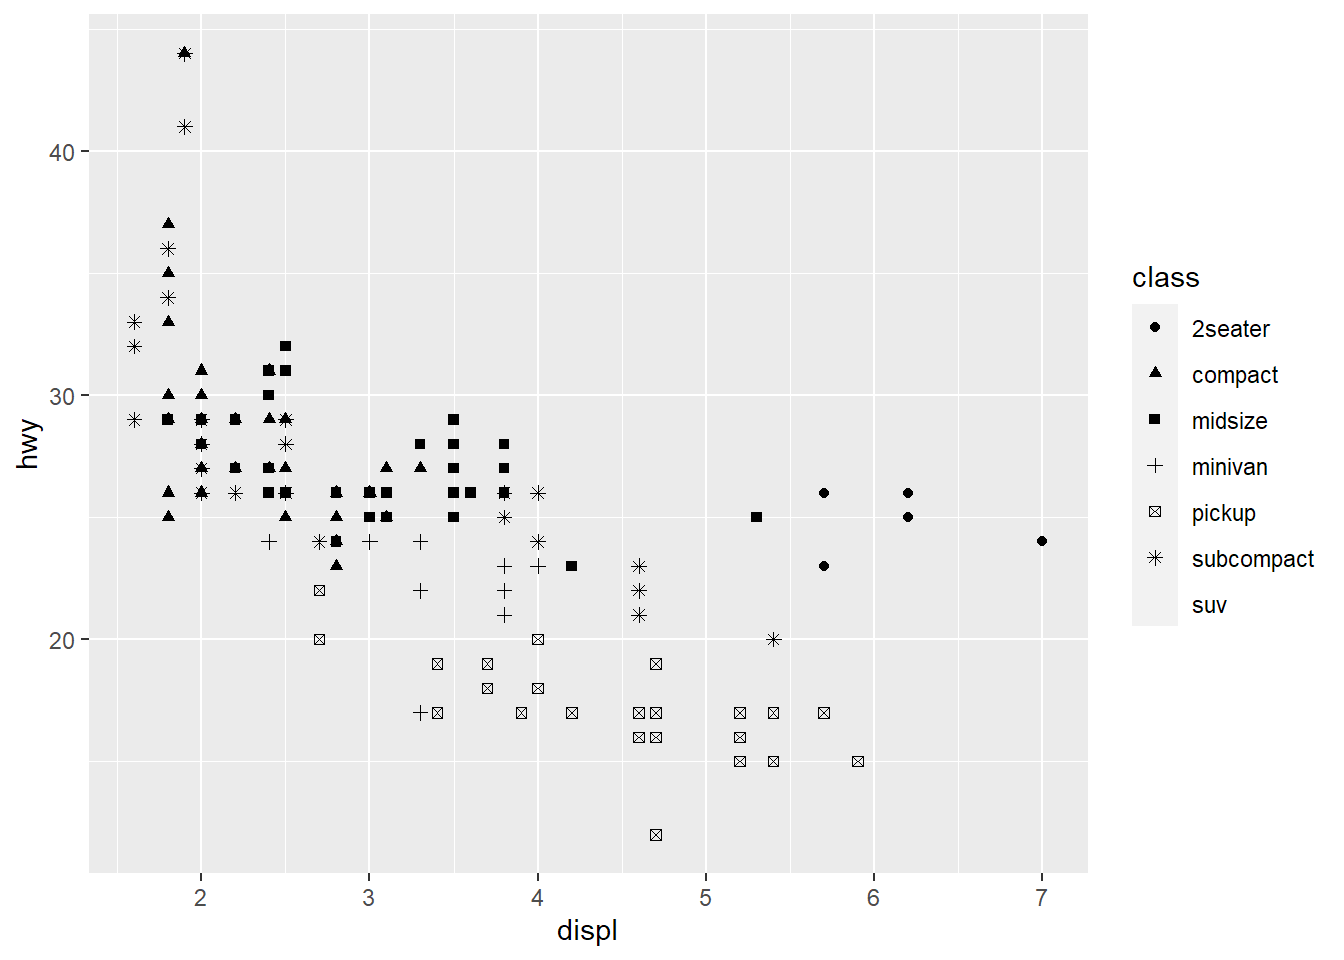 40
30
20
hwy
2
3
4
5
6
7
displ
class
2seater
compact
midsize
minivan
pickup
subcompact
suv